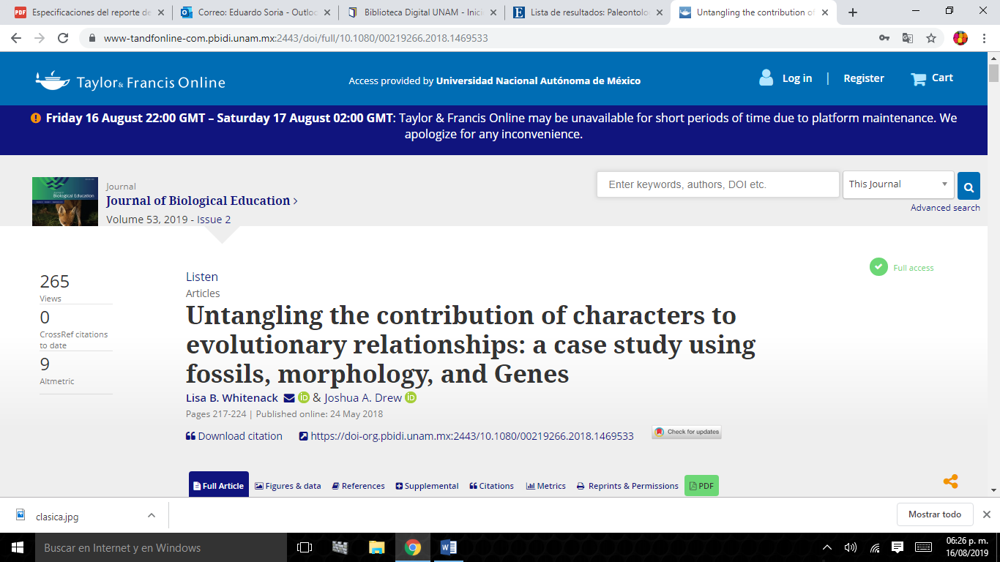 Especificaciones del reporte de
Correo: Eduardo Soria - Outloo
Biblioteca Digital UNAM - Inici
Lista de resultados: Paleontolog
Untangling the contribution of
www-tandfonline-com.pbidi.unam.mx:2443/doi/full/10.1080/00219266.2018.1469533
Taylor & Francis Online
Access provided by Universidad Nacional Autónoma de México
Log in | Register
Cart
Friday 16 August 22:00 GMT – Saturday 17 August 02:00 GMT: Taylor & Francis Online may be unavailable for short periods of time due to platform maintenance. We
apologize for any inconvenience.
Journal
Journal of Biological Education >
Volume 53, 2019 - Issue 2
Enter keywords, authors, DOI etc.
This Journal
Advanced search
265
Views
0
CrossRef citations
to date
9
Altmetric
Listen
Full access
Articles
Untangling the contribution of characters to
evolutionary relationships: a case study using
fossils, morphology, and Genes
Lisa B. Whitenack & Joshua A. Drew
Pages 217-224 | Published online: 24 May 2018
Download citation
https://doi-org.pbidi.unam.mx:2443/10.1080/00219266.2018.1469533
Check for updates
Full Article
Figures & data
References
Supplemental
Citations
Metrics
Reprints & Permissions
PDF
clasica.jpg
Mostrar todo
Buscar en Internet y en Windows
06:26 p. m.
16/08/2019